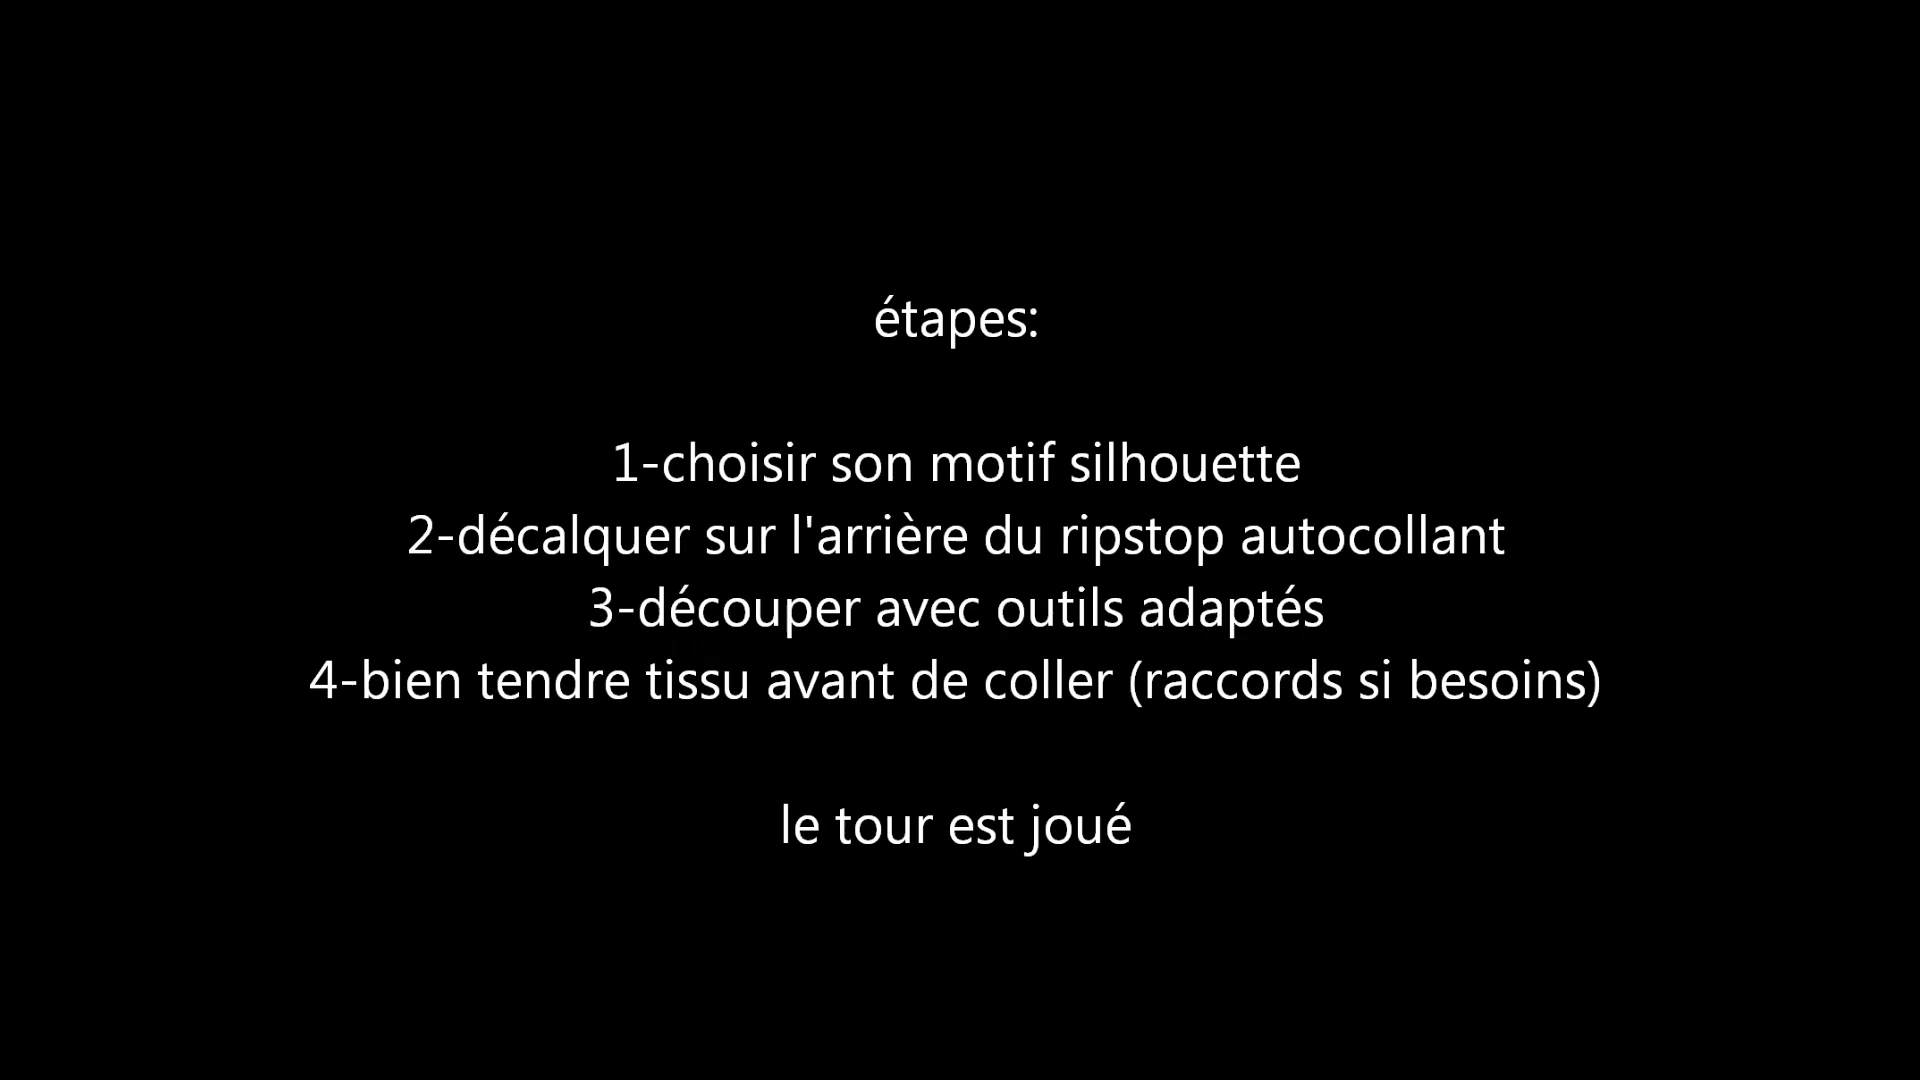 étapes:
1-choisir son motif silhouette
2-décalquer sur l'arrière du ripstop autocollant
3-découper avec outils adaptés
4-bien tendre tissu avant de coller (raccords si besoins)
le tour est joué